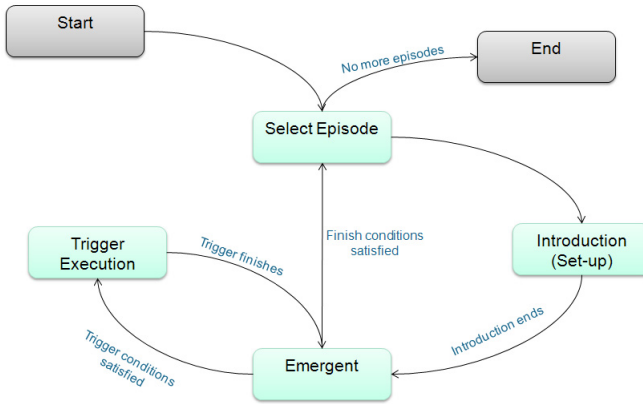 Start
End
No more episodes
Select Episode
Trigger
Execution
Trigger finishes
Finish conditions
satisfied
Introduction
(Set-up)
Introduction ends
Trigger conditions
satisfied
Emergent